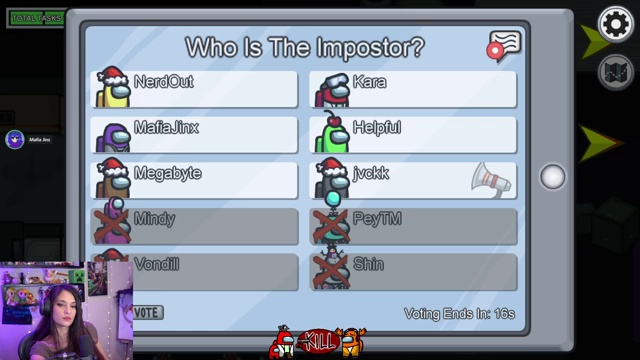 TOTAL TASKS
Who Is The Impostor?
NerdOut
Kara
MafiaJinx
Helpful
Mafia Jinx
Megabyte
jvckk
Mindy
PeyTM
Vondill
Shin
VOTE
Voting Ends In: 16s
KILL